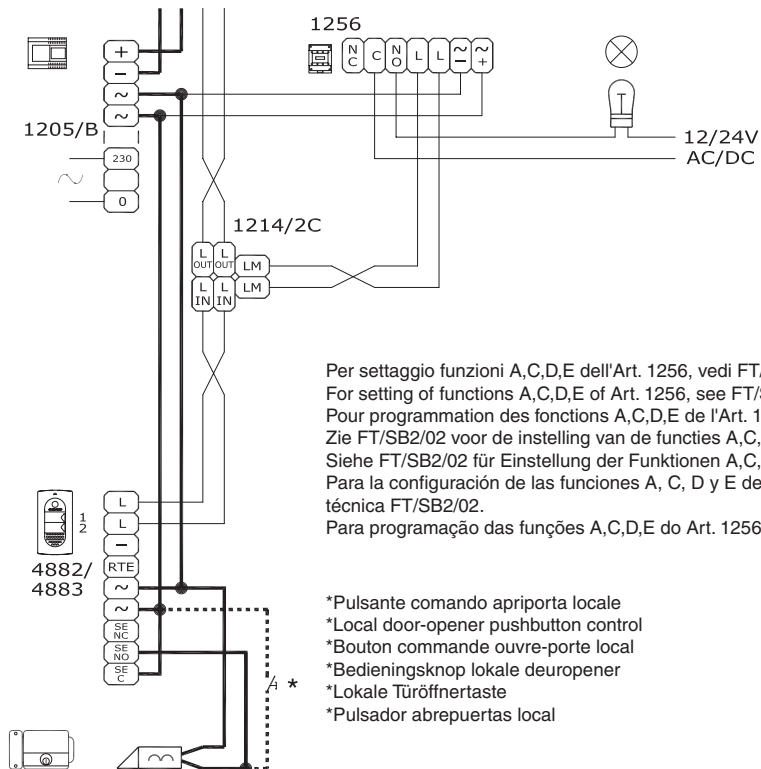 1256
NC C NO L L ~− ~+
+
−
~
~
1205/B
230
0
12/24V
AC/DC
1214/2C
L OUT L OUT LM
L IN L IN LM
Per settaggio funzioni A,C,D,E dell'Art. 1256, vedi FT/
For setting of functions A,C,D,E of Art. 1256, see FT/
Pour programmation des fonctions A,C,D,E de l'Art. 1
Zie FT/SB2/02 voor de instelling van de functies A,C,
Siehe FT/SB2/02 für Einstellung der Funktionen A,C,
Para la configuración de las funciones A, C, D y E de
técnica FT/SB2/02.
Para programação das funções A,C,D,E do Art. 1256
L
L
−
RTE
~
~
SE NC
SE NO
SE C
1
2
4882/
4883
*
*Pulsante comando apriporta locale
*Local door-opener pushbutton control
*Bouton commande ouvre-porte local
*Bedieningsknop lokale deuropener
*Lokale Türöffnertaste
*Pulsador abrepuertas local